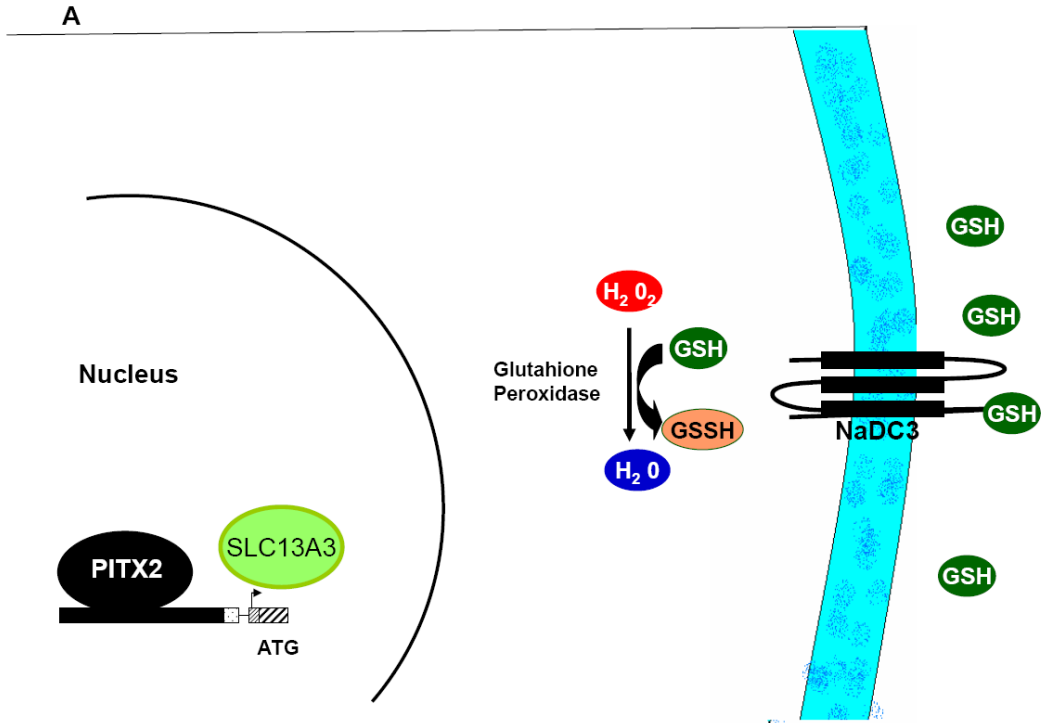 A
GSH
H₂ 0₂
GSH
GSH
Nucleus
Glutahione
Peroxidase
GSH
GSSH
NaDC3
H₂ 0
SLC13A3
PITX2
GSH
ATG